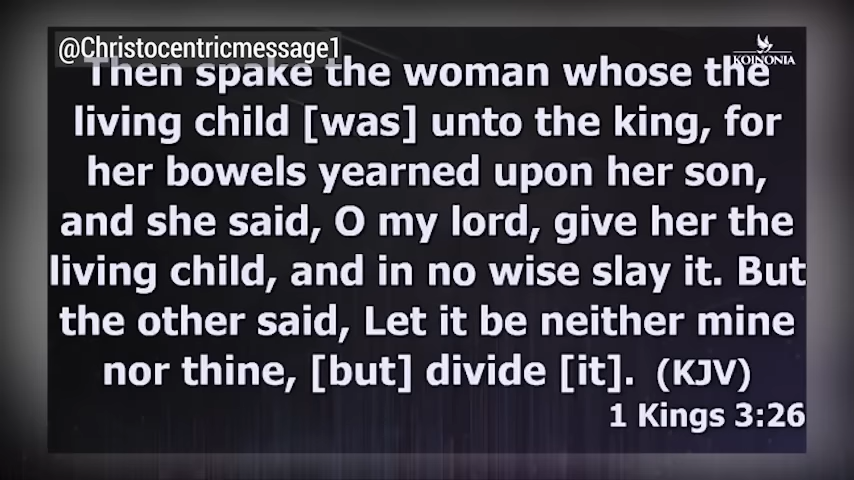 @Christocentricmessage1
KOINONIA
Then spake the woman whose the
living child [was] unto the king, for
her bowels yearned upon her son,
and she said, O my lord, give her the
living child, and in no wise slay it. But
the other said, Let it be neither mine
nor thine, [but] divide [it]. (KJV)
1 Kings 3:26